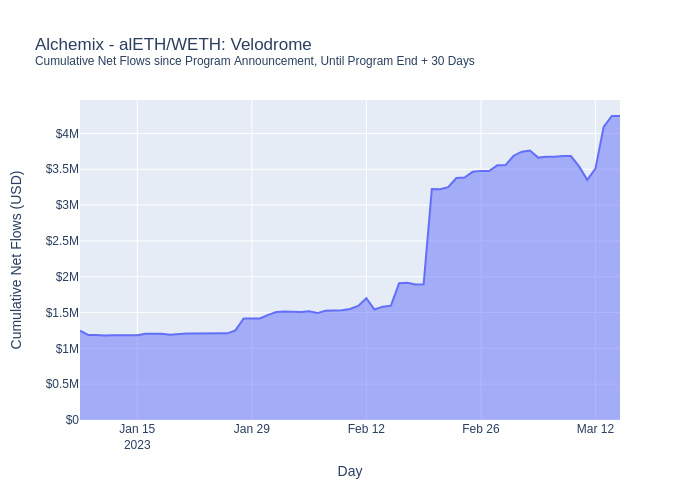 Alchemix - alETH/WETH: Velodrome
Cumulative Net Flows since Program Announcement, Until Program End + 30 Days
Cumulative Net Flows (USD)
$4M
$3.5M
$3M
$2.5M
$2M
$1.5M
$1M
$0.5M
$0
Jan 15
2023
Jan 29
Feb 12
Feb 26
Mar 12
Day